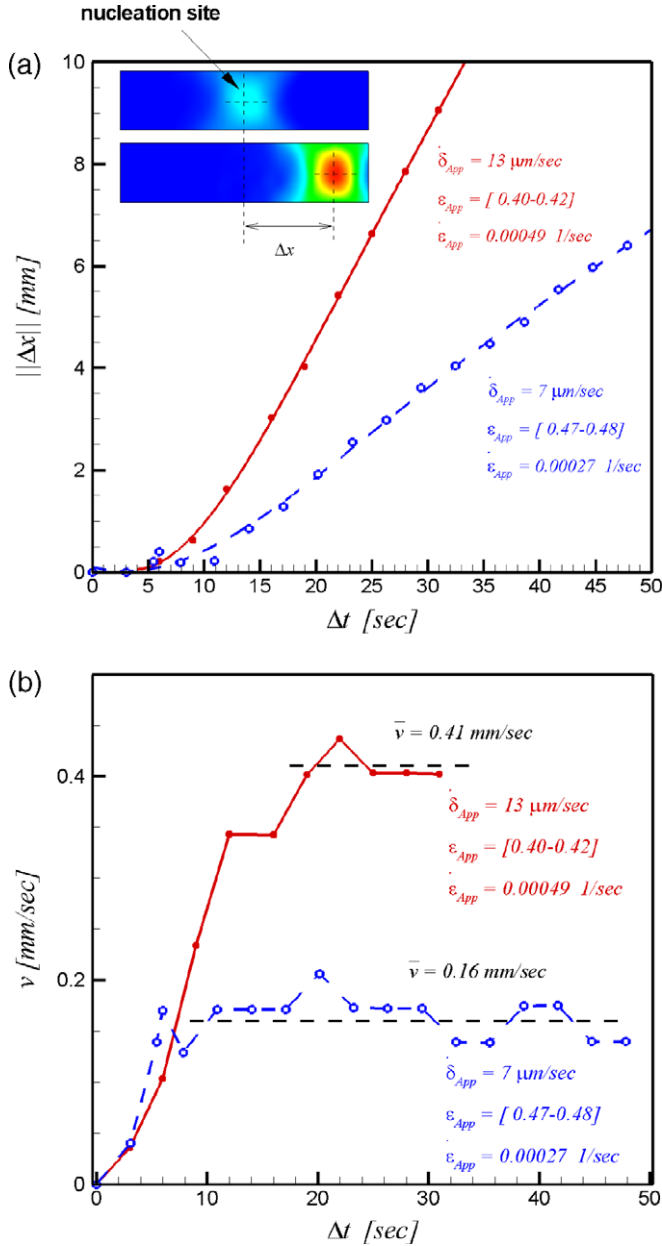 nucleation site
(a)
10
8
6
4
2
0
||Δx|| [mm]
Δx
δ̇App = 13 μm/sec
εApp = [ 0.40-0.42]
ε̇App = 0.00049 1/sec
δ̇App = 7 μm/sec
εApp = [ 0.47-0.48]
ε̇App = 0.00027 1/sec
0 5 10 15 20 25 30 35 40 45 50
Δt [sec]
(b)
v̄ = 0.41 mm/sec
0.4
δ̇App = 13 μm/sec
εApp = [0.40-0.42]
ε̇App = 0.00049 1/sec
v [mm/sec]
0.2
v̄ = 0.16 mm/sec
δ̇App = 7 μm/sec
εApp = [ 0.47-0.48]
ε̇App = 0.00027 1/sec
0
0 10 20 30 40 50
Δt [sec]